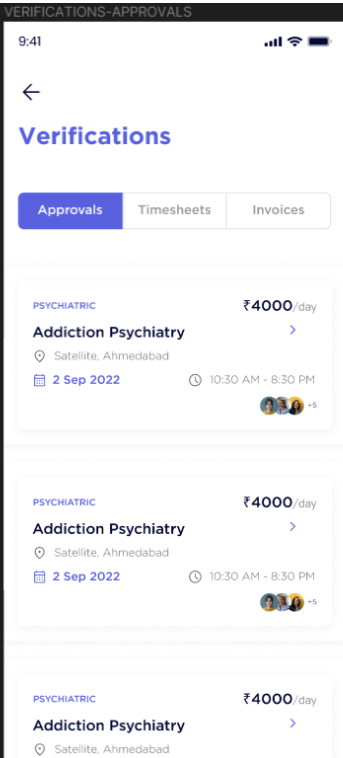 VERIFICATIONS-APPROVALS
9:41
Verifications
Approvals Timesheets Invoices
PSYCHIATRIC ₹4000/day
Addiction Psychiatry
Satellite, Ahmedabad
2 Sep 2022 10:30 AM - 8:30 PM
+5
PSYCHIATRIC ₹4000/day
Addiction Psychiatry
Satellite, Ahmedabad
2 Sep 2022 10:30 AM - 8:30 PM
+5
PSYCHIATRIC ₹4000/day
Addiction Psychiatry
Satellite, Ahmedabad